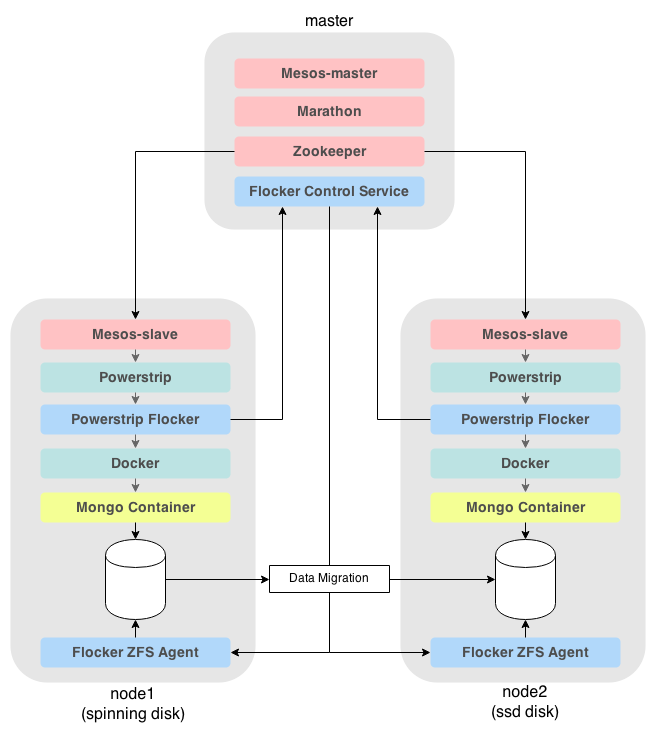 master
Mesos-master
Marathon
Zookeeper
Flocker Control Service
Mesos-slave
Powerstrip
Powerstrip Flocker
Docker
Mongo Container
Flocker ZFS Agent
node1
(spinning disk)
Data Migration
Mesos-slave
Powerstrip
Powerstrip Flocker
Docker
Mongo Container
Flocker ZFS Agent
node2
(ssd disk)